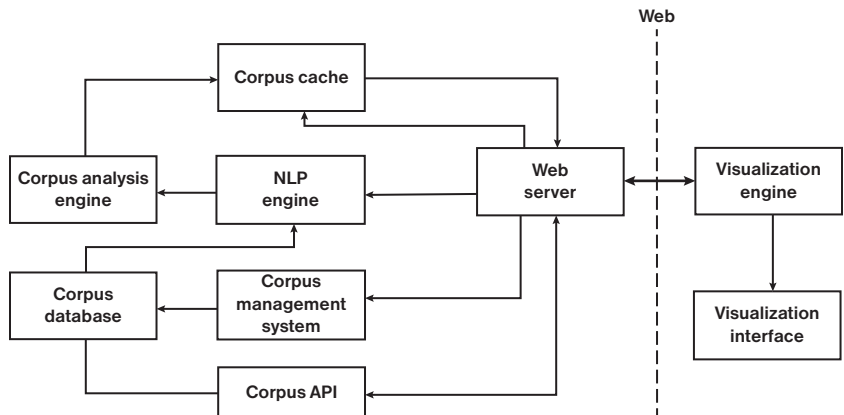 Web
Corpus cache
Corpus analysis
engine
NLP
engine
Web
server
Visualization
engine
Corpus
database
Corpus
management
system
Visualization
interface
Corpus API